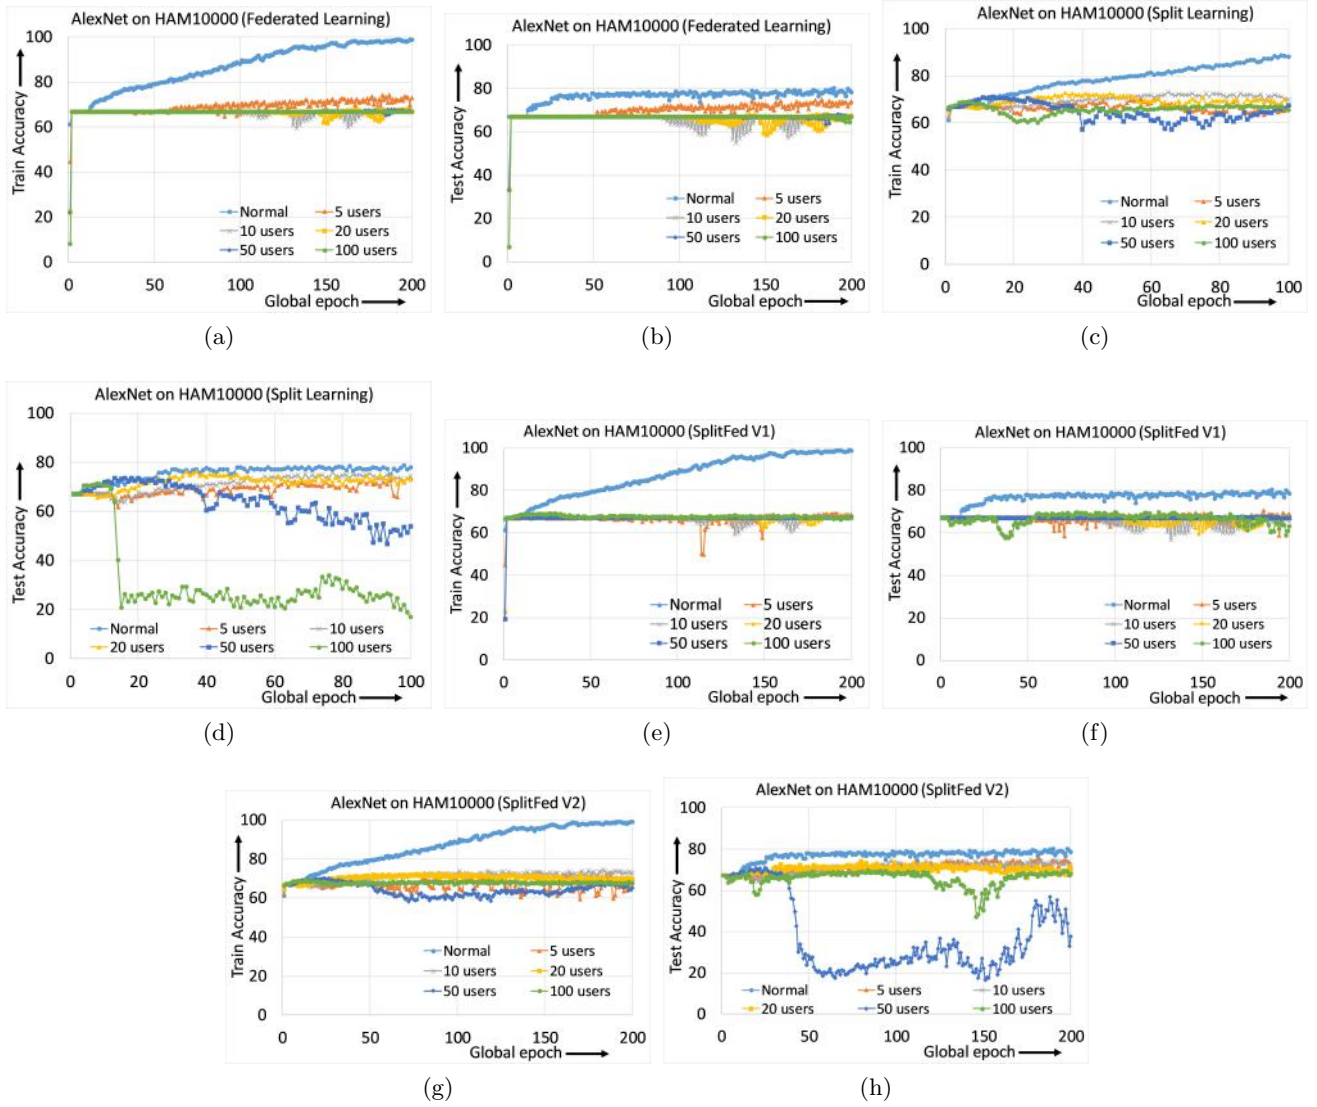 AlexNet on HAM10000 (Federated Learning)
Train Accuracy
100
80
60
40
20
0
Normal 5 users
10 users 20 users
50 users 100 users
0 50 100 150 200
Global epoch
(a)
AlexNet on HAM10000 (Federated Learning)
Test Accuracy
100
80
60
40
20
0
Normal 5 users
10 users 20 users
50 users 100 users
0 50 100 150 200
Global epoch
(b)
AlexNet on HAM10000 (Split Learning)
Train Accuracy
100
80
60
40
20
0
Normal 5 users
10 users 20 users
50 users 100 users
0 20 40 60 80 100
Global epoch
(c)
AlexNet on HAM10000 (Split Learning)
Test Accuracy
100
80
60
40
20
0
Normal 5 users 10 users
20 users 50 users 100 users
0 20 40 60 80 100
Global epoch
(d)
AlexNet on HAM10000 (SplitFed V1)
Train Accuracy
100
80
60
40
20
0
Normal 5 users
10 users 20 users
50 users 100 users
0 50 100 150 200
Global epoch
(e)
AlexNet on HAM10000 (SplitFed V1)
Test Accuracy
100
80
60
40
20
0
Normal 5 users
10 users 20 users
50 users 100 users
0 50 100 150 200
Global epoch
(f)
AlexNet on HAM10000 (SplitFed V2)
Train Accuracy
100
80
60
40
20
0
Normal 5 users
10 users 20 users
50 users 100 users
0 50 100 150 200
Global epoch
(g)
AlexNet on HAM10000 (SplitFed V2)
Test Accuracy
100
80
60
40
20
0
Normal 5 users 10 users
20 users 50 users 100 users
0 50 100 150 200
Global epoch
(h)